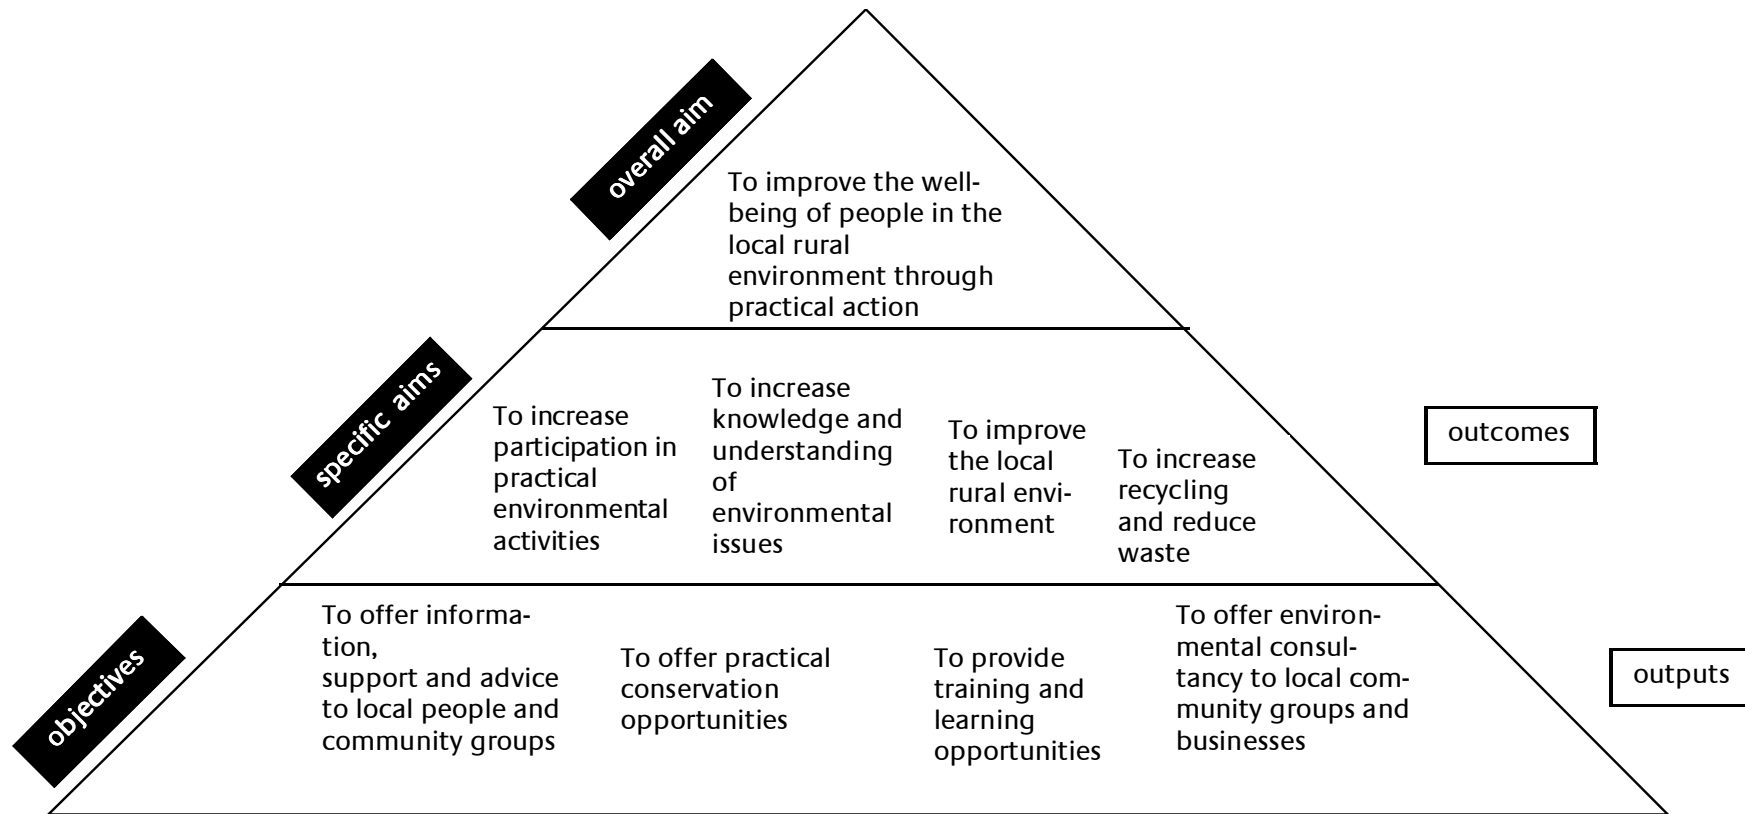 overall aim
To improve the well-
being of people in the
local rural
environment through
practical action
specific aims
To increase
participation in
practical
environmental
activities
To increase
knowledge and
understanding
of
environmental
issues
To improve
the local
rural envi-
ronment
To increase
recycling
and reduce
waste
outcomes
objectives
To offer informa-
tion,
support and advice
to local people and
community groups
To offer practical
conservation
opportunities
To provide
training and
learning
opportunities
To offer environ-
mental consul-
tancy to local com-
munity groups and
businesses
outputs